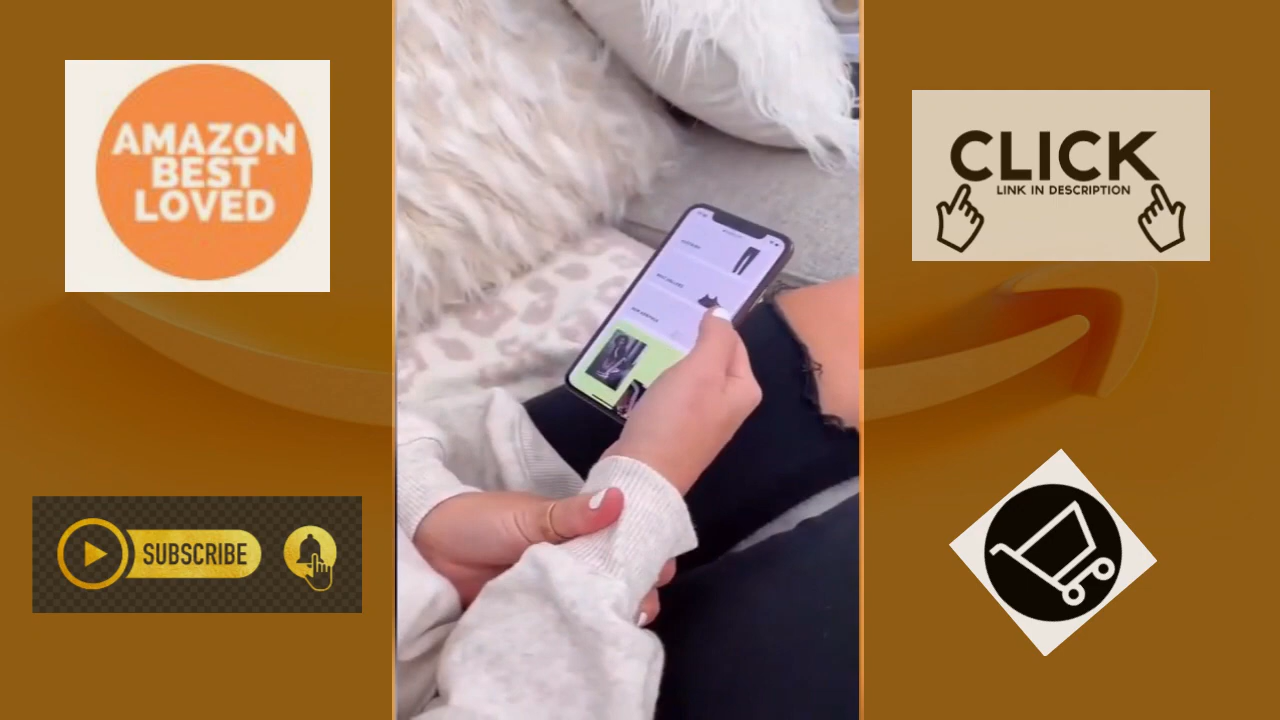 AMAZON
BEST
LOVED
CLICK
LINK IN DESCRIPTION
SUBSCRIBE